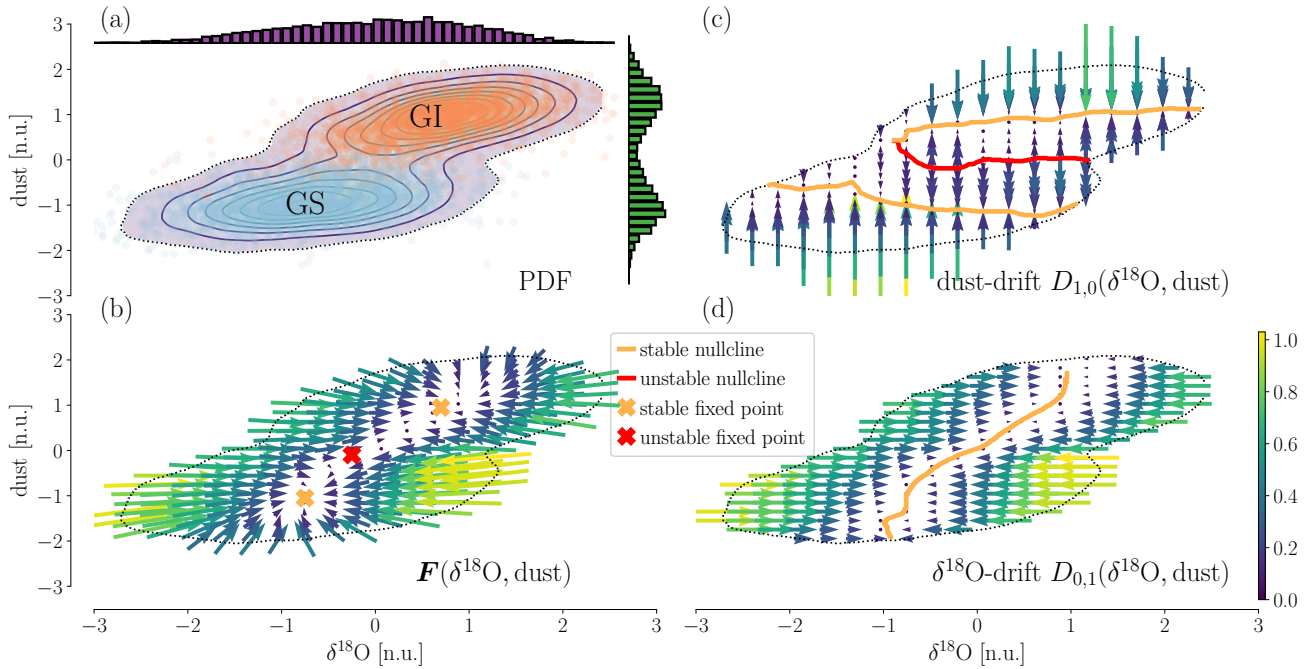 (a)
3
2
1
0
−1
−2
−3
dust [n.u.]
GI
GS
PDF
(c)
dust-drift D1,0(δ18O, dust)
(b)
3
2
1
0
−1
−2
−3
dust [n.u.]
F(δ18O, dust)
−3
−2
−1
0
1
2
3
δ18O [n.u.]
stable nullcline
unstable nullcline
stable fixed point
unstable fixed point
(d)
δ18O-drift D0,1(δ18O, dust)
−3
−2
−1
0
1
2
3
δ18O [n.u.]
1.0
0.8
0.6
0.4
0.2
0.0